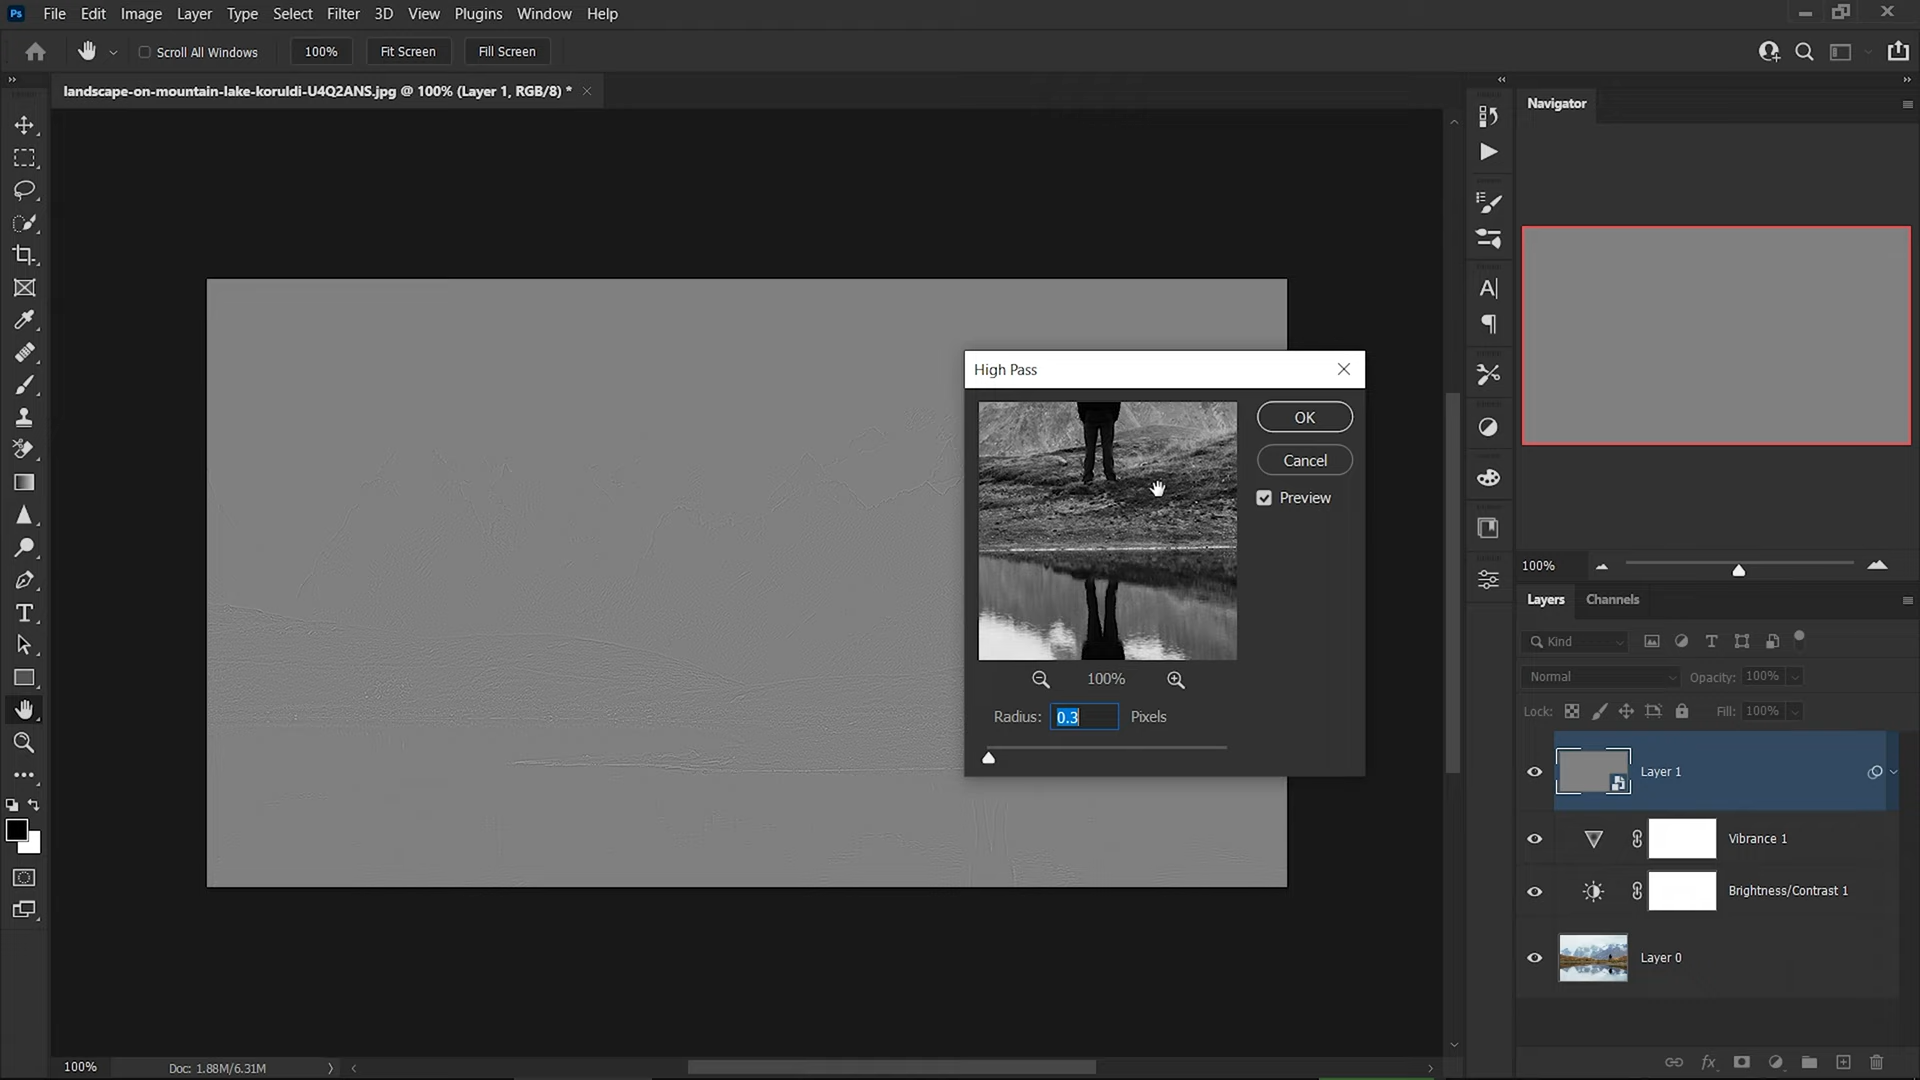 Ps File Edit Image Layer Type Select Filter 3D View Plugins Window Help
Scroll All Windows 100% Fit Screen Fill Screen
landscape-on-mountain-lake-koruldi-U4Q2ANS.jpg @ 100% (Layer 1, RGB/8) *
Navigator
High Pass
OK
Cancel
Preview
100%
Radius: 0.3 Pixels
100%
Layers Channels
Kind
Normal Opacity: 100%
Lock: Fill: 100%
Layer 1
Vibrance 1
Brightness/Contrast 1
Layer 0
100% Doc: 1.88M/6.31M